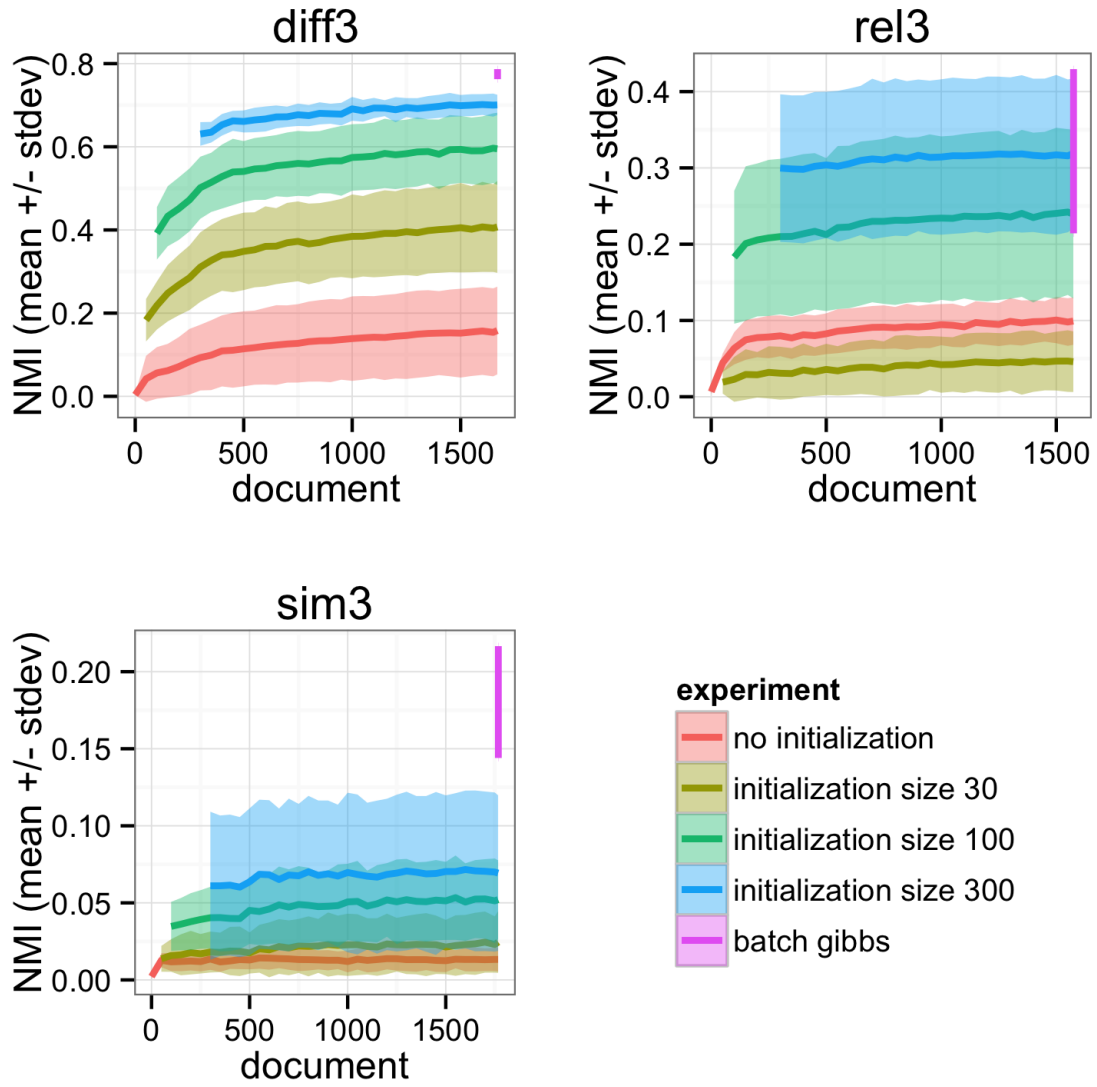 diff3
NMI (mean +/- stdev)
0.8
0.6
0.4
0.2
0.0
0 500 1000 1500
document
rel3
NMI (mean +/- stdev)
0.4
0.3
0.2
0.1
0.0
0 500 1000 1500
document
sim3
NMI (mean +/- stdev)
0.20
0.15
0.10
0.05
0.00
0 500 1000 1500
document
experiment
no initialization
initialization size 30
initialization size 100
initialization size 300
batch gibbs